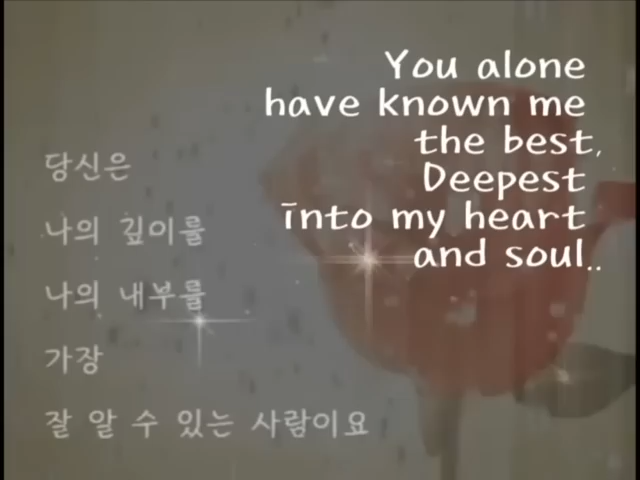 You alone
have known me
the best,
Deepest
into my heart
and soul..
당신은
나의 깊이를
나의 내부를
가장
잘 알 수 있는 사람이요